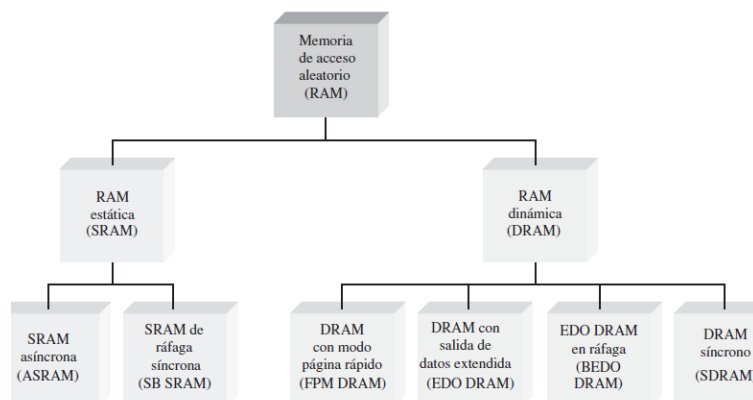 Memoria
de acceso
aleatorio
(RAM)
RAM
estática
(SRAM)
RAM
dinámica
(DRAM)
SRAM
asíncrona
(ASRAM)
SRAM de
ráfaga
síncrona
(SB SRAM)
DRAM
con modo
página rápido
(FPM DRAM)
DRAM con
salida de
datos extendida
(EDO DRAM)
EDO DRAM
en ráfaga
(BEDO
DRAM)
DRAM
síncrono
(SDRAM)